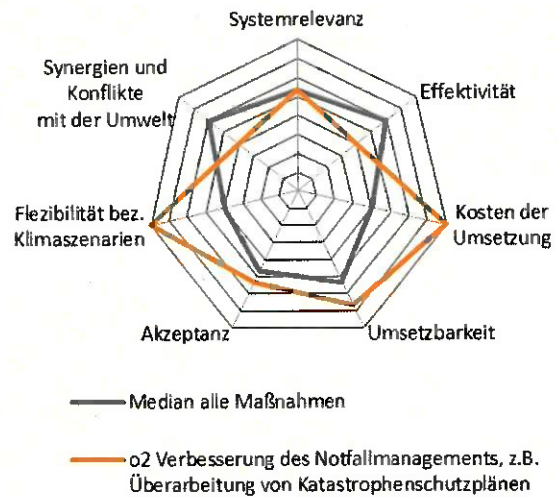 Systemrelevanz
Effektivität
Kosten der
Umsetzung
Umsetzbarkeit
Akzeptanz
Flezibilität bez.
Klimaszenarien
Synergien und
Konflikte
mit der Umwelt
Median alle Maßnahmen
o2 Verbesserung des Notfallmanagements, z.B.
Überarbeitung von Katastrophenschutzplänen